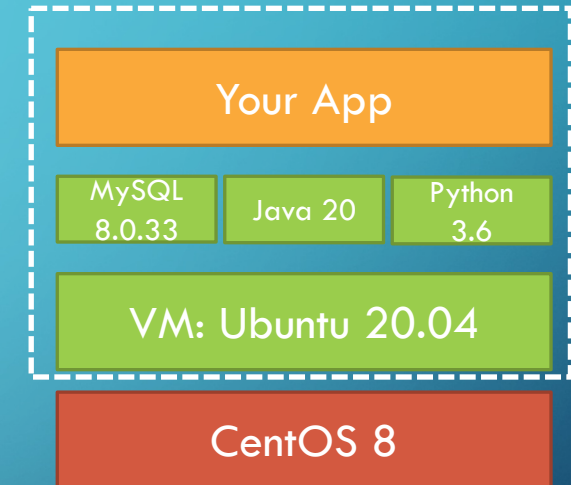 Your App
MySQL
8.0.33
Java 20
Python
3.6
VM: Ubuntu 20.04
CentOS 8